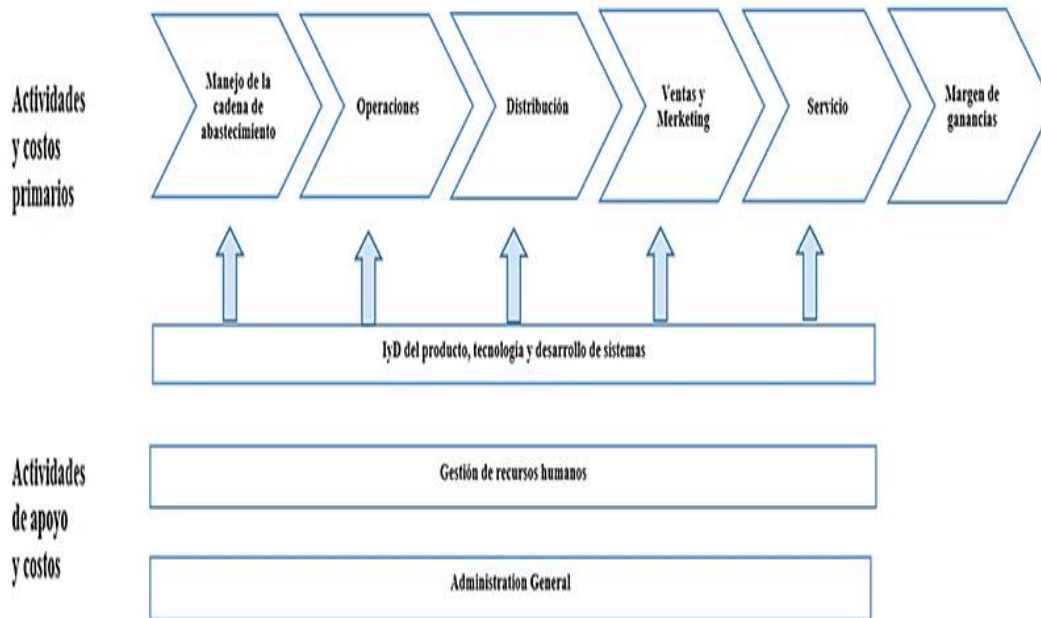 Actividades
y costos
primarios
Manejo de la
cadena de
abastecimiento
Operaciones
Distribución
Ventas y
Merketing
Servicio
Margen de
ganancias
IyD del producto, tecnología y desarrollo de sistemas
Actividades
de apoyo
y costos
Gestión de recursos humanos
Administration General